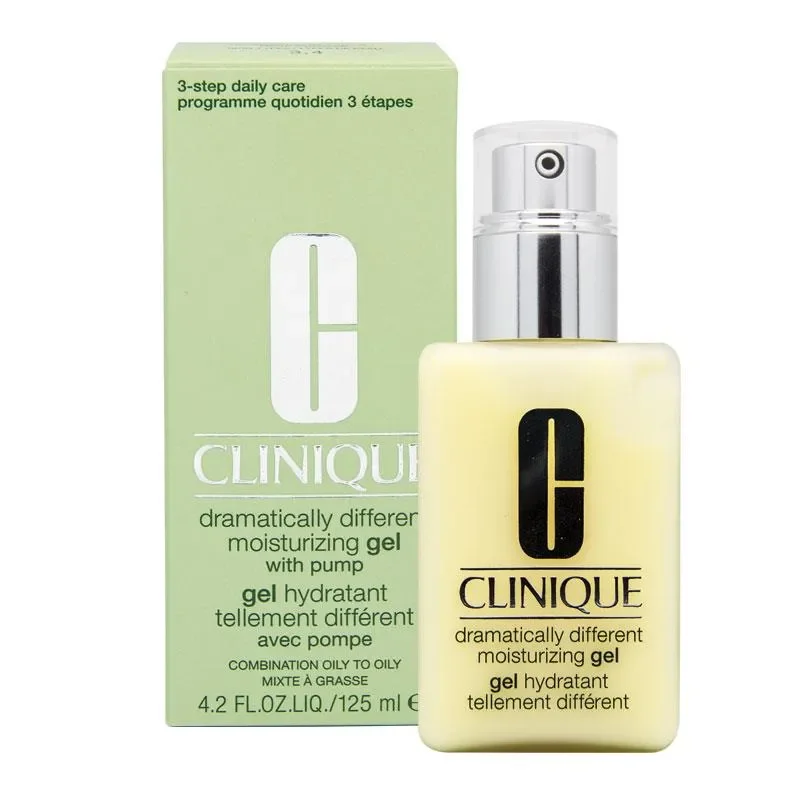 3,4
3-step daily care
programme quotidien 3 étapes
C
CLINIQUE
dramatically different
moisturizing gel
with pump
gel hydratant
tellement différent
avec pompe
COMBINATION OILY TO OILY
MIXTE À GRASSE
4.2 FL.OZ.LIQ./125 ml e
C
CLINIQUE
dramatically different
moisturizing gel
gel hydratant
tellement différent